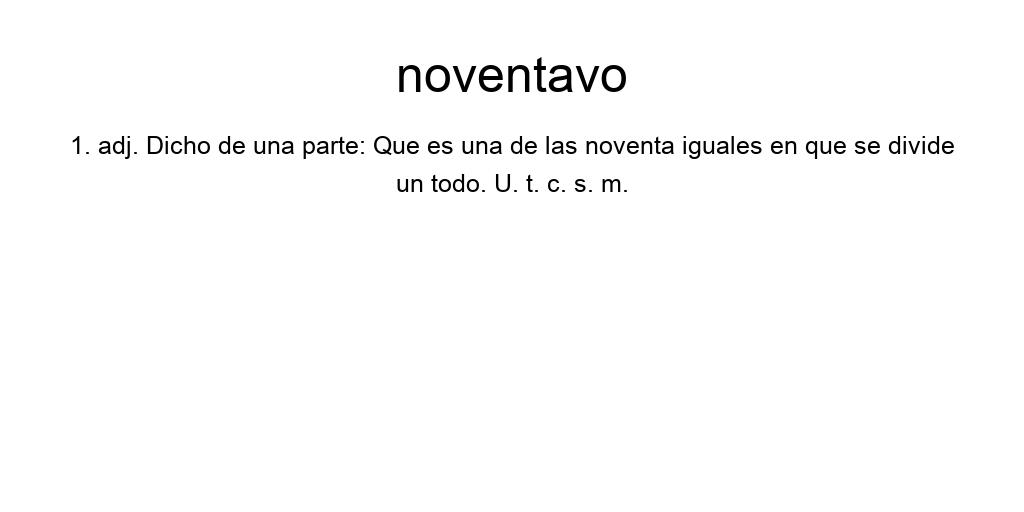 noventavo
1. adj. Dicho de una parte: Que es una de las noventa iguales en que se divide
un todo. U. t. c. s. m.